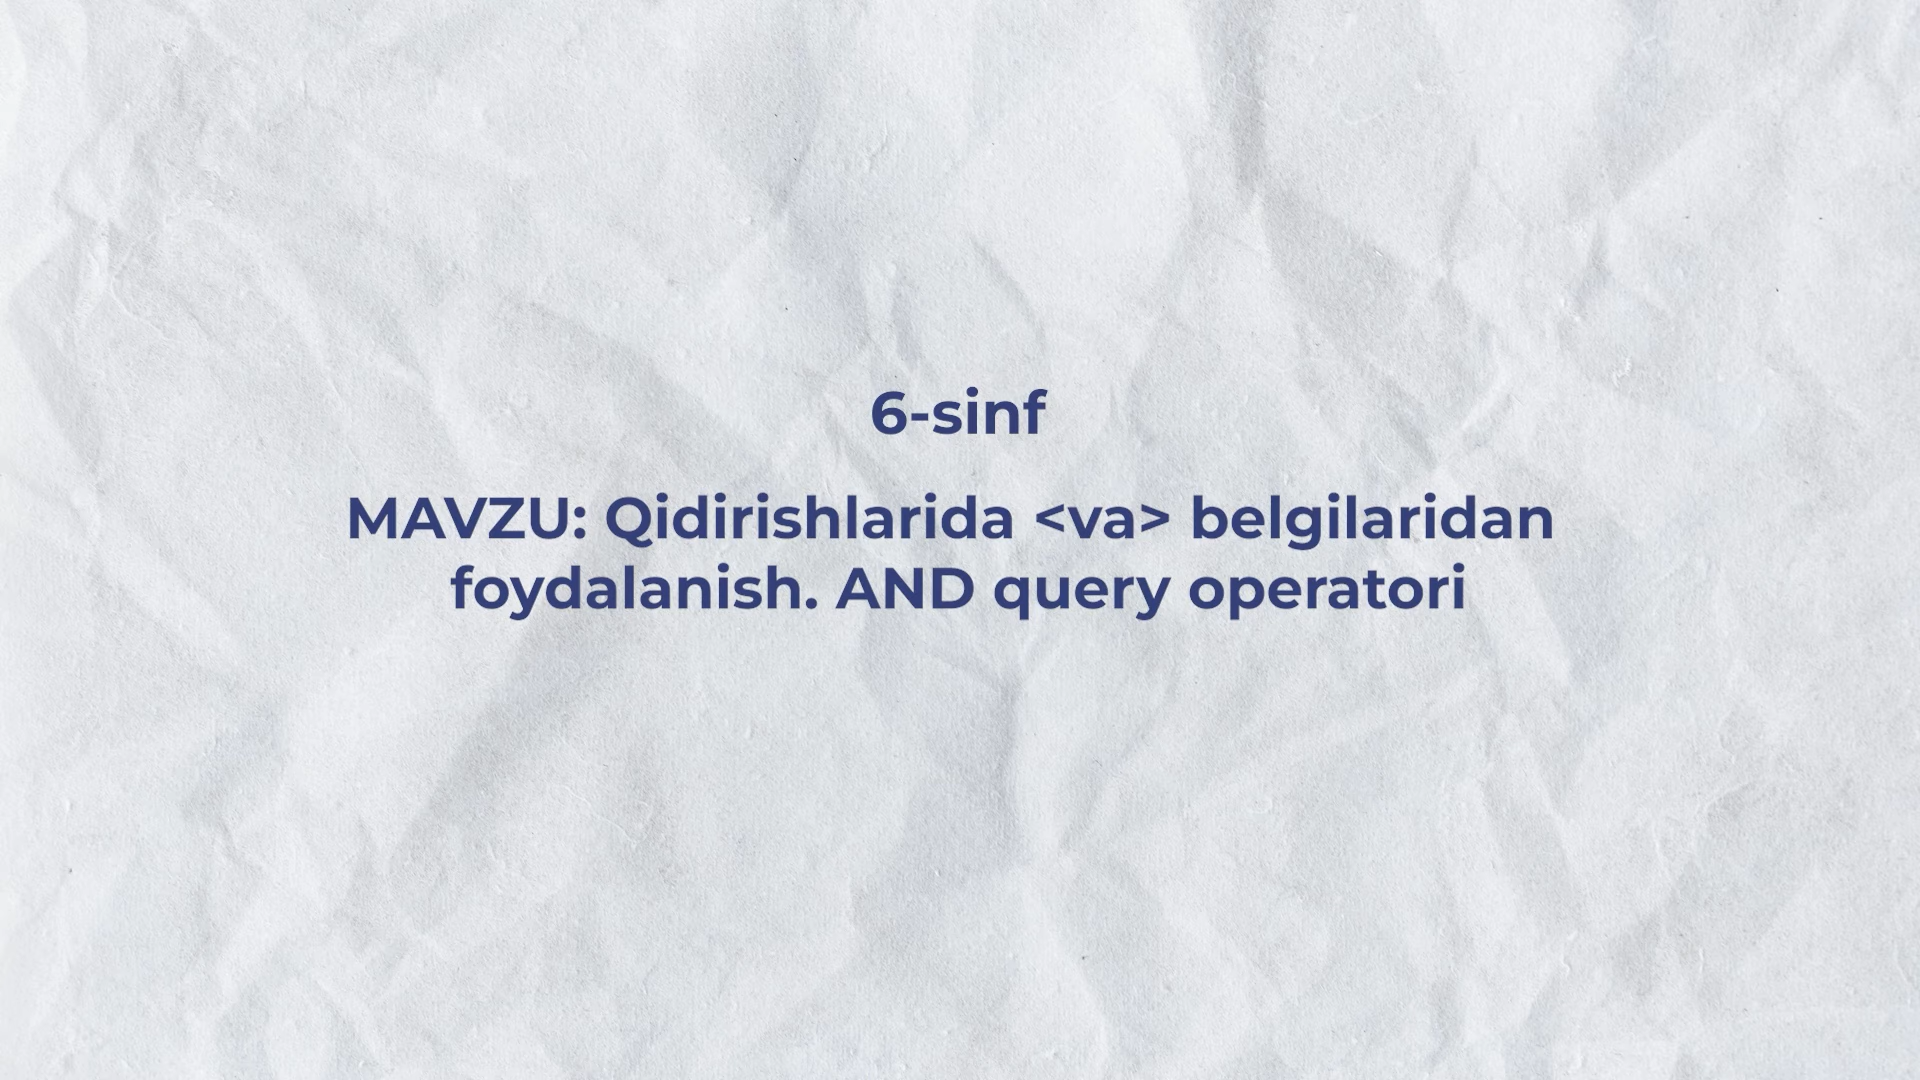 6-sinf
MAVZU: Qidirishlarida <va> belgilaridan
foydalanish. AND query operatori